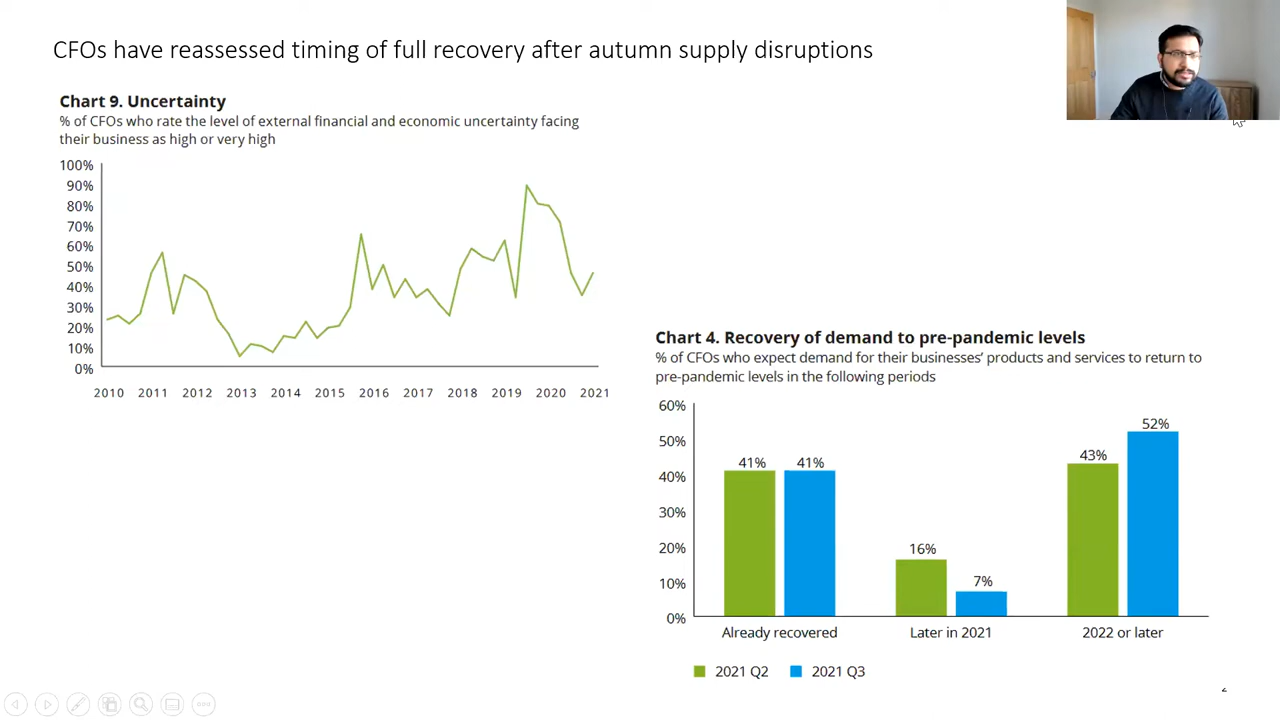 CFOs have reassessed timing of full recovery after autumn supply disruptions
Chart 9. Uncertainty
% of CFOs who rate the level of external financial and economic uncertainty facing
their business as high or very high
100%
90%
80%
70%
60%
50%
40%
30%
20%
10%
0%
2010 2011 2012 2013 2014 2015 2016 2017 2018 2019 2020 2021
Chart 4. Recovery of demand to pre-pandemic levels
% of CFOs who expect demand for their businesses’ products and services to return to
pre-pandemic levels in the following periods
60%
50%
40%
30%
20%
10%
0%
41% 41%
16% 7%
43% 52%
Already recovered Later in 2021 2022 or later
2021 Q2 2021 Q3
2